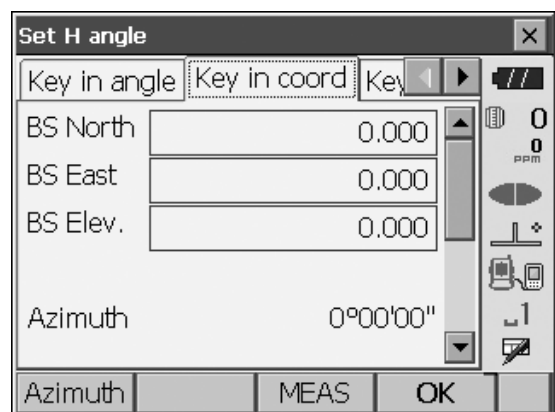 Set H angle
Key in angle Key in coord Key
BS North 0.000
0
0
PPM
BS East 0.000
BS Elev. 0.000
Azimuth 0°00'00"
1
Azimuth MEAS OK